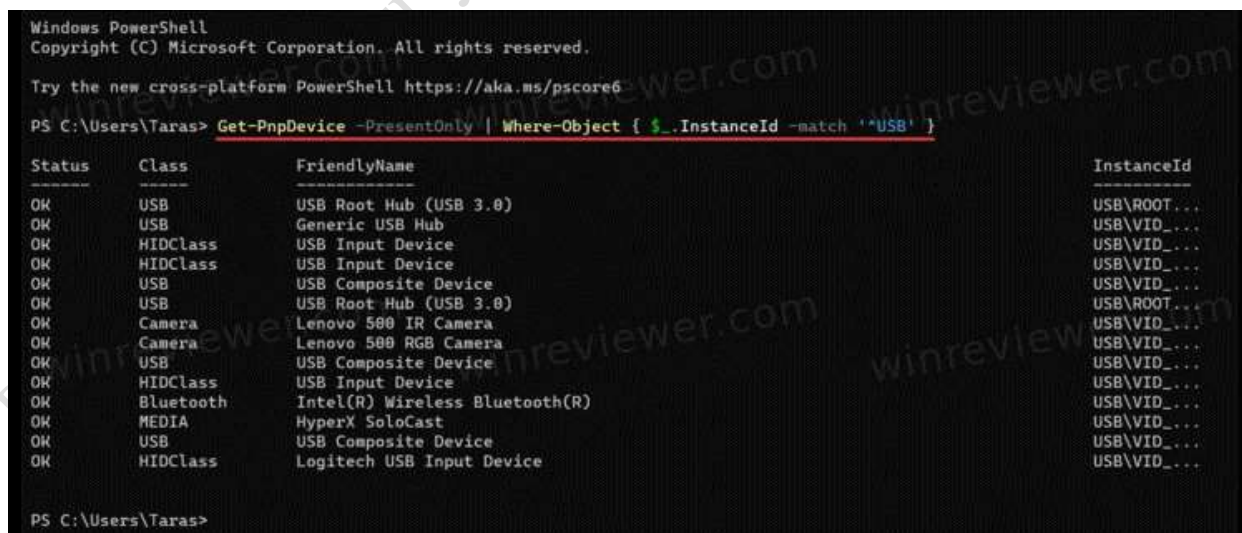 Windows PowerShell
Copyright (C) Microsoft Corporation. All rights reserved.
Try the new cross-platform PowerShell https://aka.ms/pscore6
PS C:\Users\Taras> Get-PnpDevice -PresentOnly | Where-Object { $_.InstanceId -match '^USB' }
Status Class FriendlyName InstanceId
------ ----- ------------ ----------
OK USB USB Root Hub (USB 3.0) USB\ROOT...
OK USB Generic USB Hub USB\VID_...
OK HIDClass USB Input Device USB\VID_...
OK HIDClass USB Input Device USB\VID_...
OK USB USB Composite Device USB\VID_...
OK USB USB Root Hub (USB 3.0) USB\ROOT...
OK Camera Lenovo 500 IR Camera USB\VID_...
OK Camera Lenovo 500 RGB Camera USB\VID_...
OK USB USB Composite Device USB\VID_...
OK HIDClass USB Input Device USB\VID_...
OK Bluetooth Intel(R) Wireless Bluetooth(R) USB\VID_...
OK MEDIA HyperX SoloCast USB\VID_...
OK USB USB Composite Device USB\VID_...
OK HIDClass Logitech USB Input Device USB\VID_...
PS C:\Users\Taras>
winreviewer.com
winreviewer.com
winreviewer.com
winreviewer.com